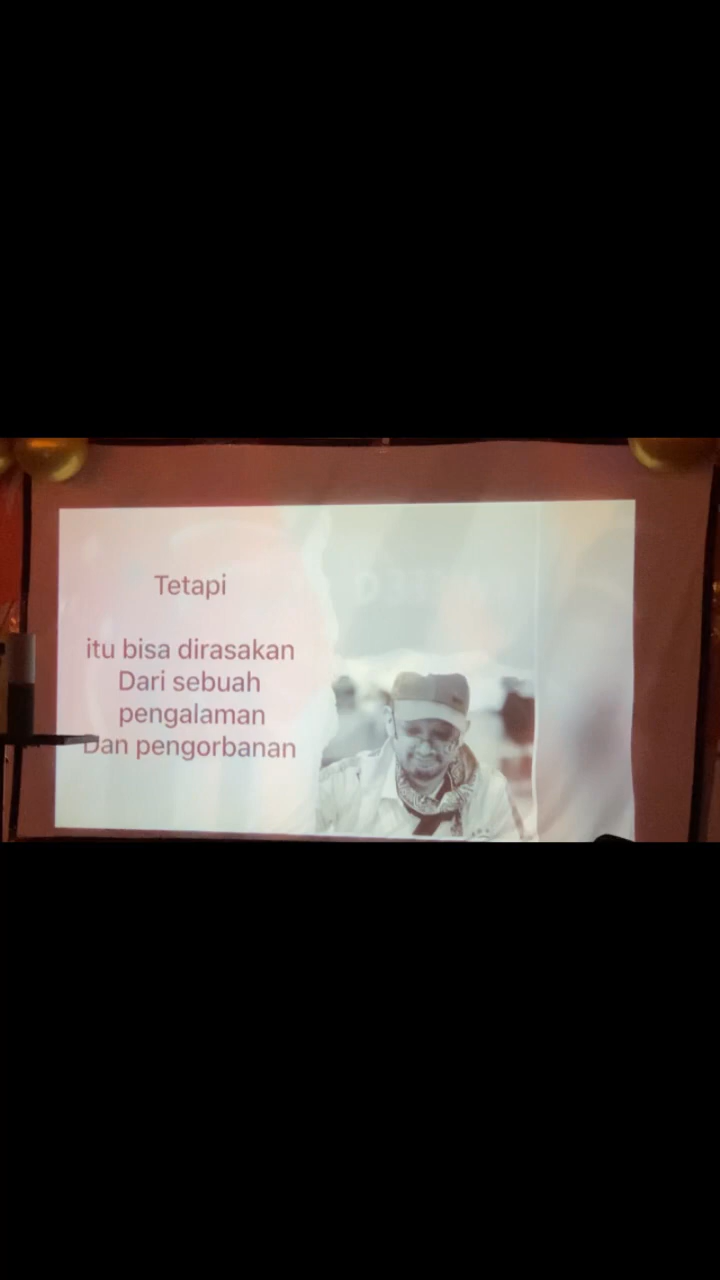 Tetapi
itu bisa dirasakan
Dari sebuah
pengalaman
Dan pengorbanan